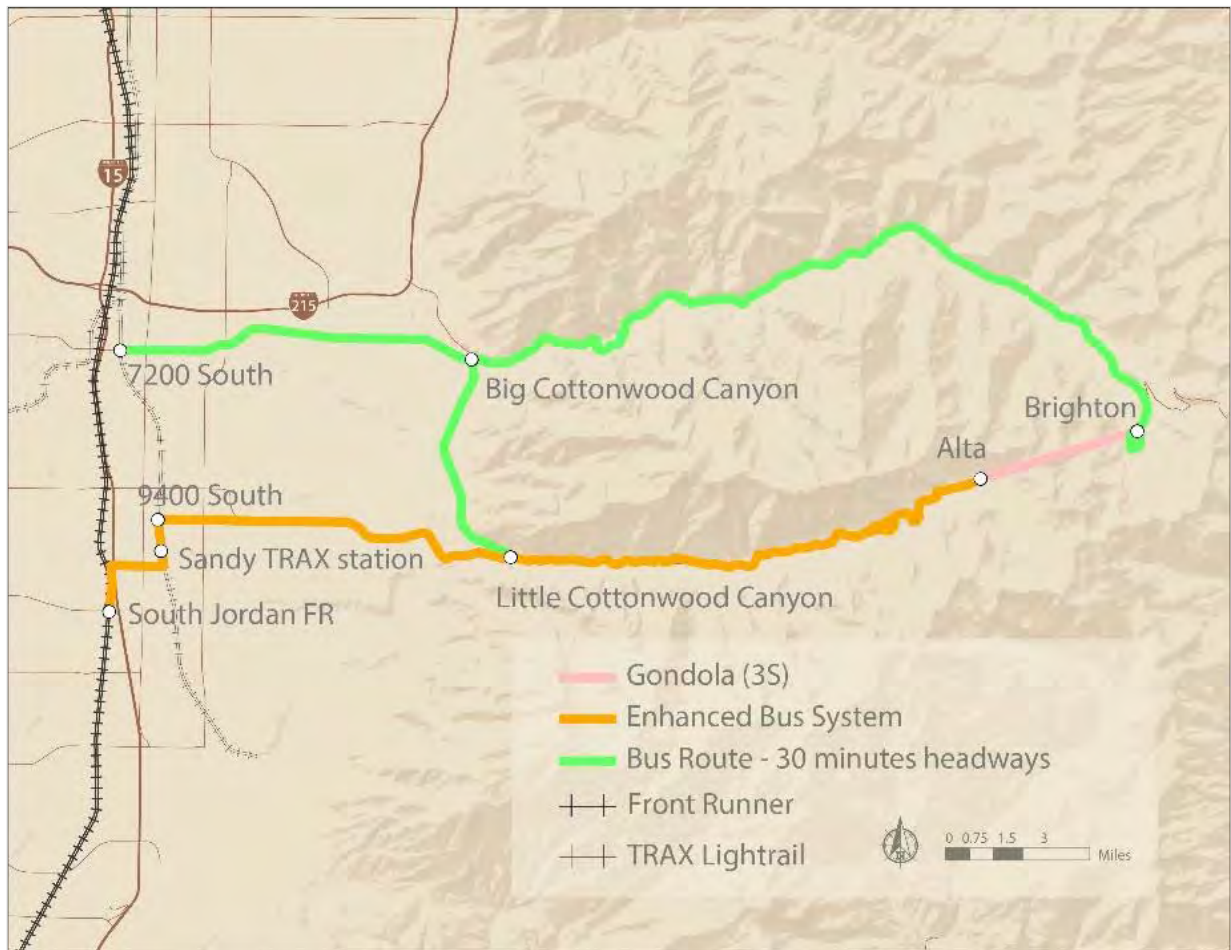 15
215
7200 South
Big Cottonwood Canyon
Brighton
Alta
9400 South
Sandy TRAX station
Little Cottonwood Canyon
South Jordan FR
Gondola (3S)
Enhanced Bus System
Bus Route - 30 minutes headways
Front Runner
TRAX Lightrail
0 0.75 1.5 3
Miles